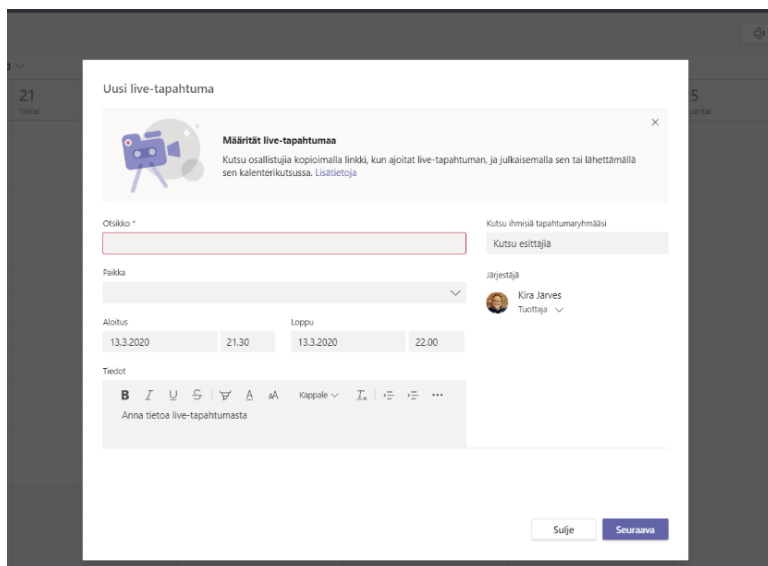 21
Tiistai
Uusi live-tapahtuma
Määrität live-tapahtumaa
Kutsu osallistujia kopioimalla linkki, kun ajoitat live-tapahtuman, ja julkaisemalla sen tai lähettämällä
sen kalenterikutsussa. Lisätietoja
Otsikko *
Kutsu ihmisiä tapahtumaryhmääsi
Kutsu esittäjiä
Paikka
Järjestäjä
Kira Järves
Tuottaja
Aloitus
Loppu
13.3.2020
21.30
13.3.2020
22.00
Tiedot
B I U S A AA Kappale
Anna tietoa live-tapahtumasta
Sulje
Seuraava